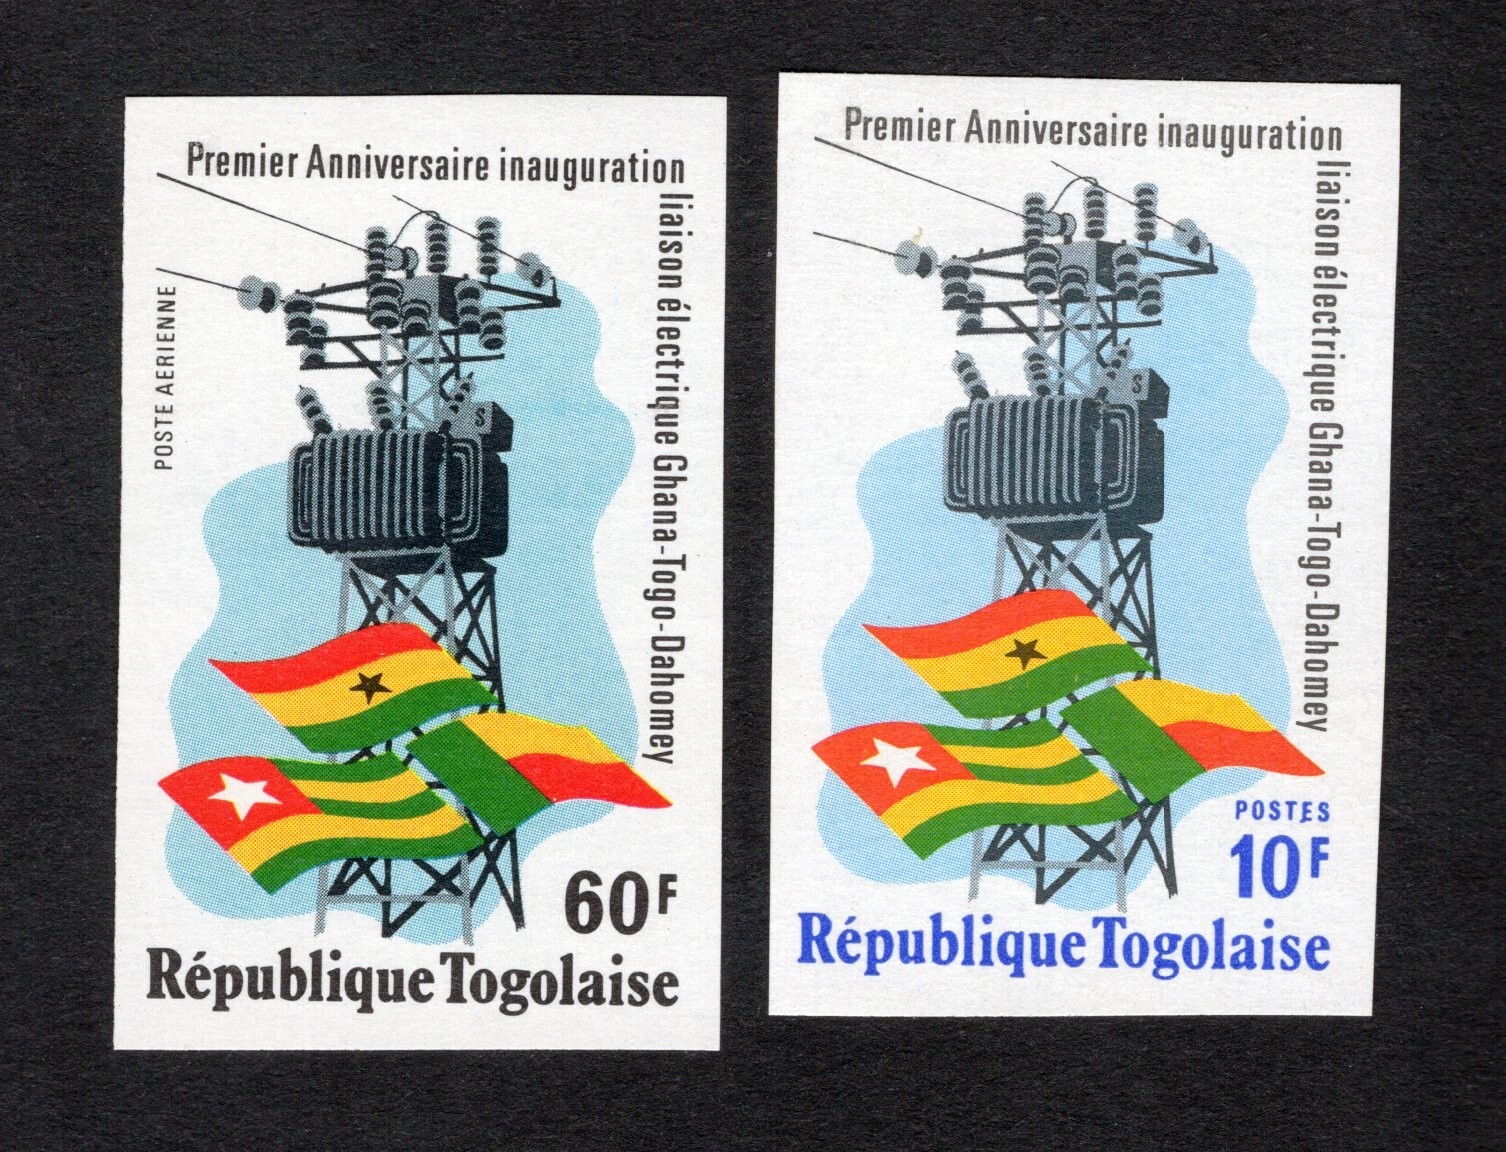 Premier Anniversaire inauguration
liaison électrique Ghana-Togo-Dahomey
POSTE AERIENNE
S
60F
République Togolaise
Premier Anniversaire inauguration
liaison électrique Ghana-Togo-Dahomey
S
POSTES
10F
République Togolaise